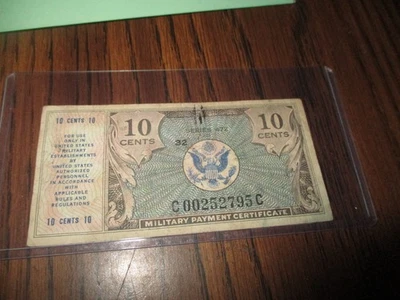 10 CENTS 10
FOR USE
ONLY IN
UNITED STATES
MILITARY
ESTABLISHMENTS
BY UNITED STATES
AUTHORIZED
PERSONNEL
IN ACCORDANCE
WITH
APPLICABLE
RULES AND
REGULATIONS
10 CENTS 10
10
CENTS
SERIES 472
32
10
CENTS
C00252795C
MILITARY PAYMENT CERTIFICATE